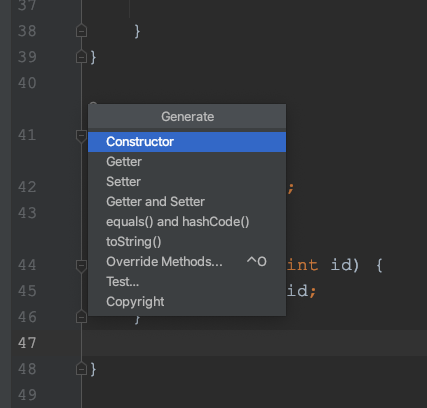 37
38 }
39 }
40
Generate
41 Constructor
Getter
Setter
42 Getter and Setter ;
43 equals() and hashCode()
toString()
44 Override Methods... ^O int id) {
45 Test... id;
46 Copyright }
47
48 }
49